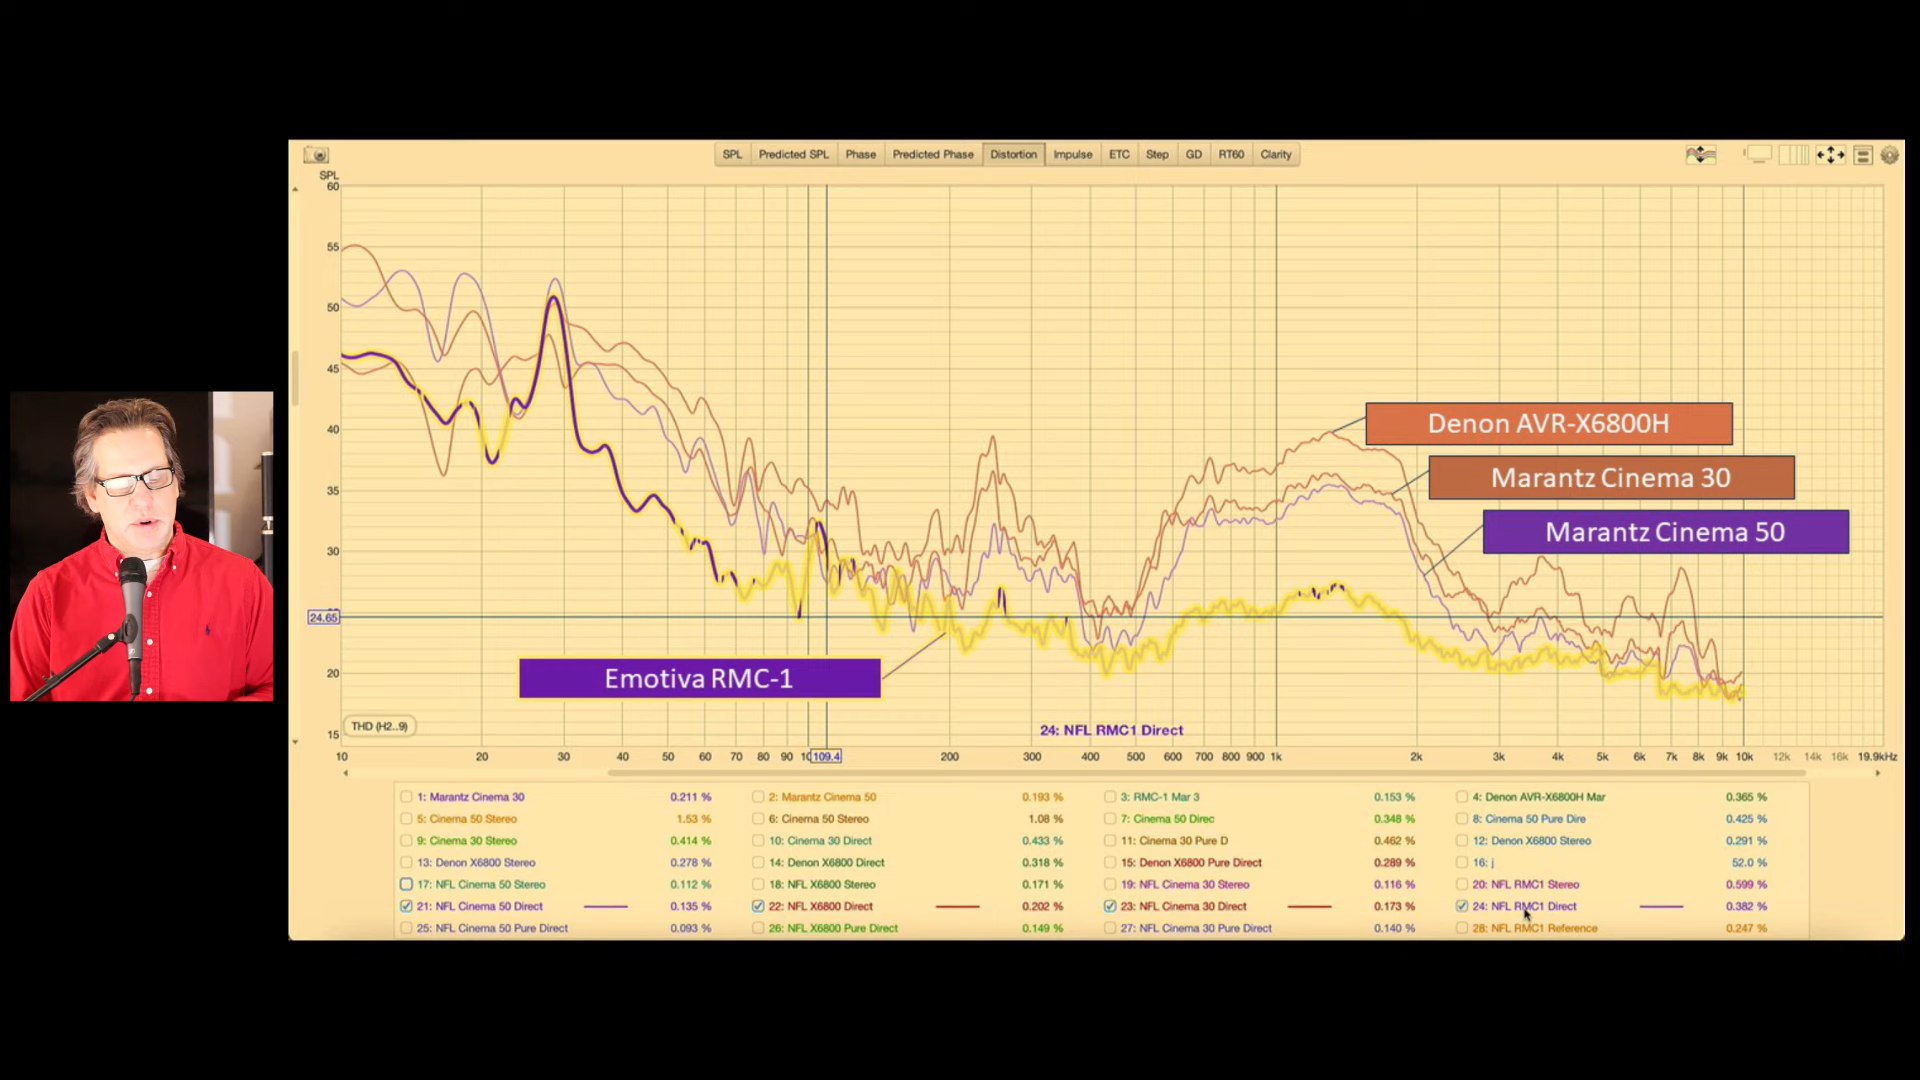 SPL Predicted SPL Phase Predicted Phase Distortion Impulse ETC Step GD RT60 Clarity
SPL
60
55
50
45
40
35
30
24.65
20
15
Denon AVR-X6800H
Marantz Cinema 30
Marantz Cinema 50
Emotiva RMC-1
THD (H2..9)
24: NFL RMC1 Direct
10 20 30 40 50 60 70 80 90 109.4 200 300 400 500 600 700 800 900 1k 2k 3k 4k 5k 6k 7k 8k 9k 10k 12k 14k 16k 19.9kHz
1: Marantz Cinema 30 0.211 % 2: Marantz Cinema 50 0.193 % 3: RMC-1 Mar 3 0.153 % 4: Denon AVR-X6800H Mar 0.365 %
5: Cinema 50 Stereo 1.53 % 6: Cinema 50 Stereo 1.08 % 7: Cinema 50 Direc 0.348 % 8: Cinema 50 Pure Dire 0.425 %
9: Cinema 30 Stereo 0.414 % 10: Cinema 30 Direct 0.433 % 11: Cinema 30 Pure D 0.462 % 12: Denon X6800 Stereo 0.291 %
13: Denon X6800 Stereo 0.278 % 14: Denon X6800 Direct 0.318 % 15: Denon X6800 Pure Direct 0.289 % 16: j 52.0 %
17: NFL Cinema 50 Stereo 0.112 % 18: NFL X6800 Stereo 0.171 % 19: NFL Cinema 30 Stereo 0.116 % 20: NFL RMC1 Stereo 0.599 %
21: NFL Cinema 50 Direct 0.135 % 22: NFL X6800 Direct 0.202 % 23: NFL Cinema 30 Direct 0.173 % 24: NFL RMC1 Direct 0.382 %
25: NFL Cinema 50 Pure Direct 0.093 % 26: NFL X6800 Pure Direct 0.149 % 27: NFL Cinema 30 Pure Direct 0.140 % 28: NFL RMC1 Reference 0.247 %